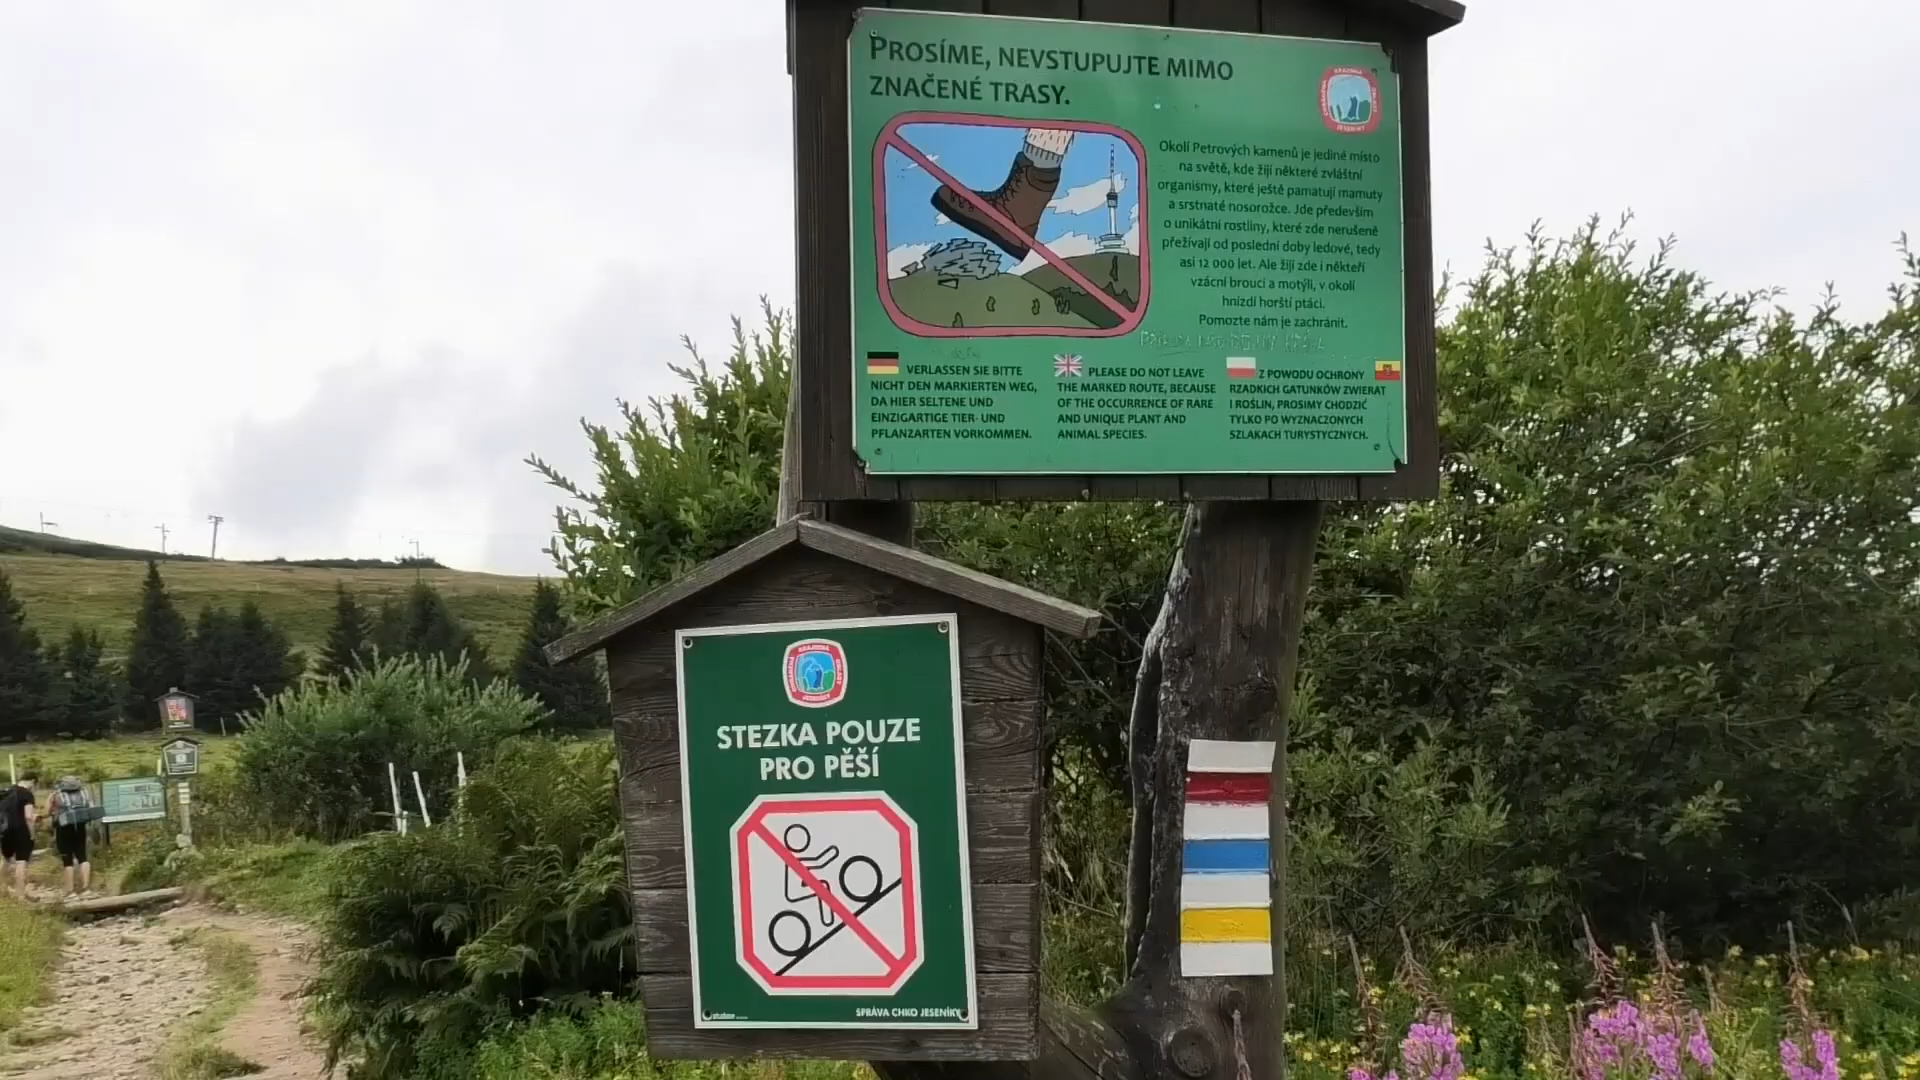 PROSÍME, NEVSTUPUJTE MIMO
ZNAČENÉ TRASY.
Okolí Petrových kamenů je jediné místo
na světě, kde žijí některé zvláštní
organismy, které ještě pamatují mamuty
a srstnaté nosorožce. Jde především
o unikátní rostliny, které zde nerušeně
přežívají od poslední doby ledové, tedy
asi 12 000 let. Ale žijí zde i někteří
vzácní brouci a motýli, v okolí
hnízdí horští ptáci.
Pomozte nám je zachránit.
VERLASSEN SIE BITTE
NICHT DEN MARKIERTEN WEG,
DA HIER SELTENE UND
EINZIGARTIGE TIER- UND
PFLANZARTEN VORKOMMEN.
PLEASE DO NOT LEAVE
THE MARKED ROUTE, BECAUSE
OF THE OCCURRENCE OF RARE
AND UNIQUE PLANT AND
ANIMAL SPECIES.
Z POWODU OCHRONY
RZADKICH GATUNKÓW ZWIERAT
I ROŚLIN, PROSIMY CHODZIĆ
TYLKO PO WYZNACZONYCH
SZLAKACH TURYSTYCZNYCH.
CHRÁNĚNÁ KRAJINNÁ OBLAST JESENÍKY
STEZKA POUZE
PRO PĚŠÍ
SPRÁVA CHKO JESENÍKY